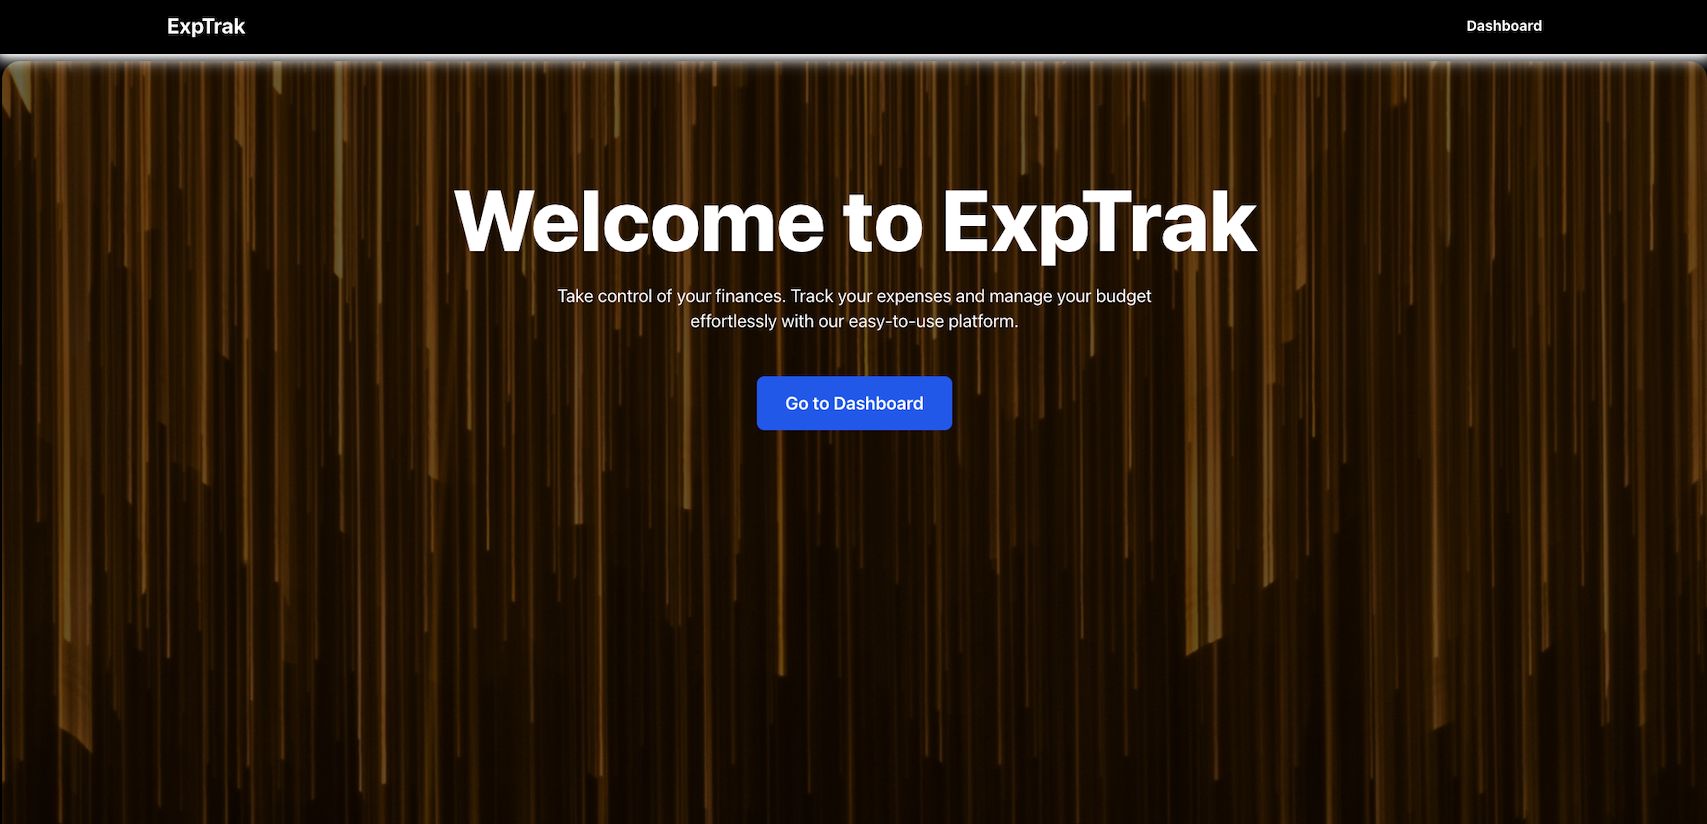 ExpTrak
Dashboard
Welcome to ExpTrak
Take control of your finances. Track your expenses and manage your budget
effortlessly with our easy-to-use platform.
Go to Dashboard